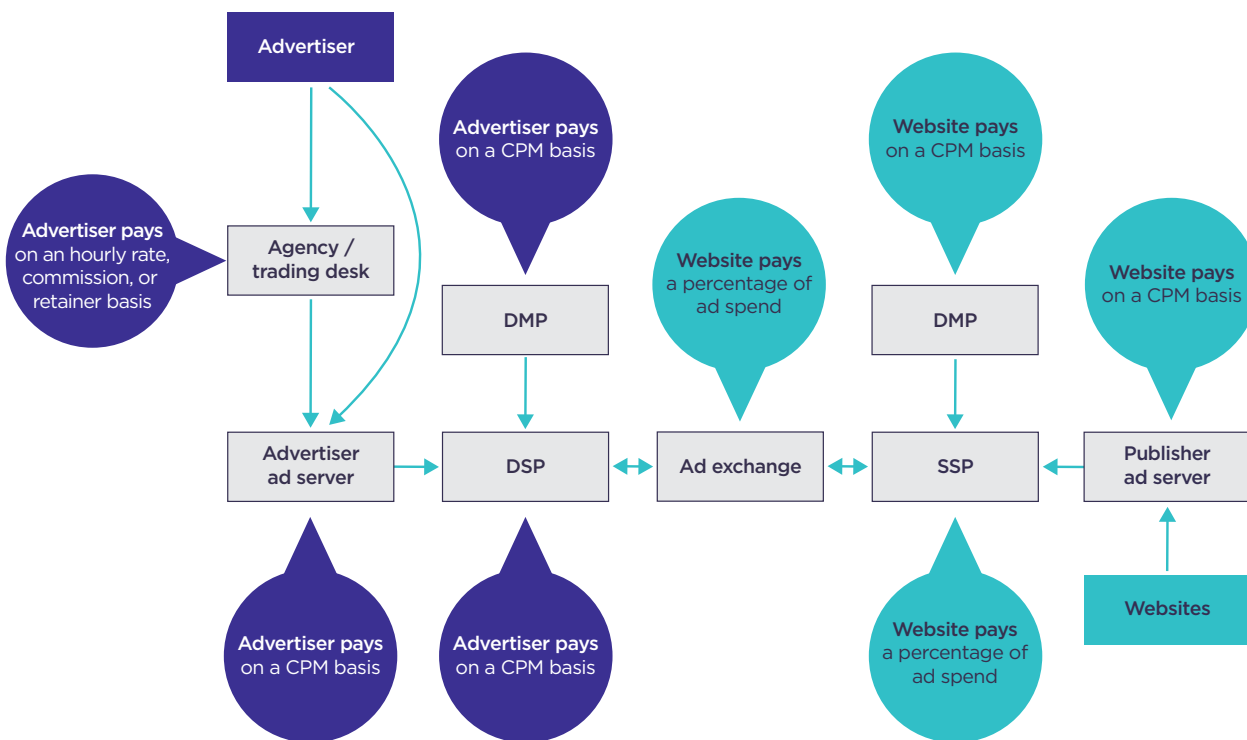 Advertiser
Advertiser pays
on a CPM basis
Website pays
on a CPM basis
Advertiser pays
on an hourly rate,
commission, or
retainer basis
Agency /
trading desk
Website pays
a percentage of
ad spend
Website pays
on a CPM basis
DMP
DMP
Advertiser
ad server
DSP
Ad exchange
SSP
Publisher
ad server
Advertiser pays
on a CPM basis
Advertiser pays
on a CPM basis
Website pays
a percentage of
ad spend
Websites